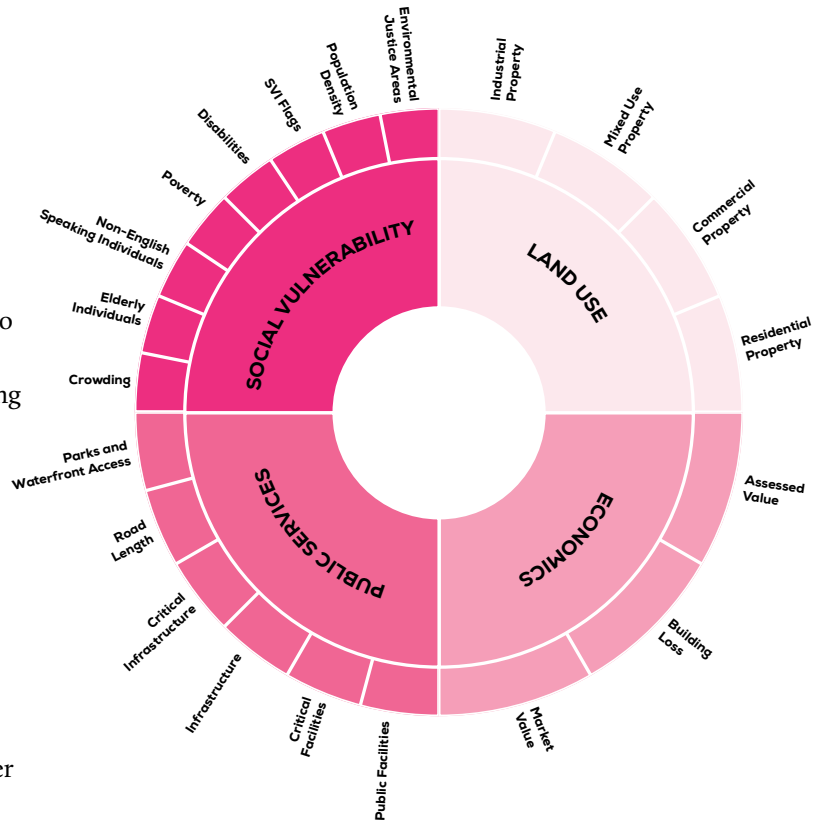 Environmental
Justice Areas
Population
Density
SVI Flags
Disabilities
Poverty
Non-English
Speaking Individuals
Elderly
Individuals
Crowding
SOCIAL VULNERABILITY
Industrial
Property
Mixed Use
Property
Commercial
Property
Residential
Property
LAND USE
Assessed
Value
Building
Loss
Market
Value
ECONOMICS
Public Facilities
Critical
Facilities
Infrastructure
Critical
Infrastructure
Road
Length
Parks and
Waterfront Access
PUBLIC SERVICES